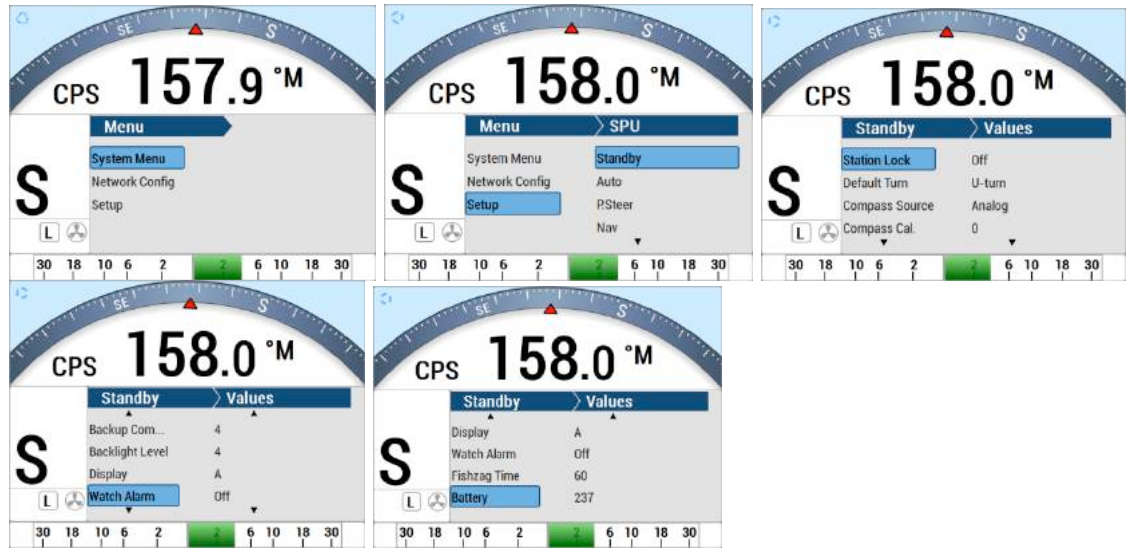 SE S
CPS 157.9 °M
Menu
System Menu
Network Config
Setup
S
L
30 18 10 6 2 2 6 10 18 30
SE S
CPS 158.0 °M
Menu SPU
System Menu Standby
Network Config Auto
Setup P.Steer
Nav
S
L
30 18 10 6 2 2 6 10 18 30
SE S
CPS 158.0 °M
Standby Values
Station Lock Off
Default Turn U-turn
Compass Source Analog
Compass Cal. 0
S
L
30 18 10 6 2 2 6 10 18 30
SE S
CPS 158.0 °M
Standby Values
Backup Com... 4
Backlight Level 4
Display A
Watch Alarm Off
S
L
30 18 10 6 2 2 6 10 18 30
SE S
CPS 158.0 °M
Standby Values
Display A
Watch Alarm Off
Fishzag Time 60
Battery 237
S
L
30 18 10 6 2 2 6 10 18 30